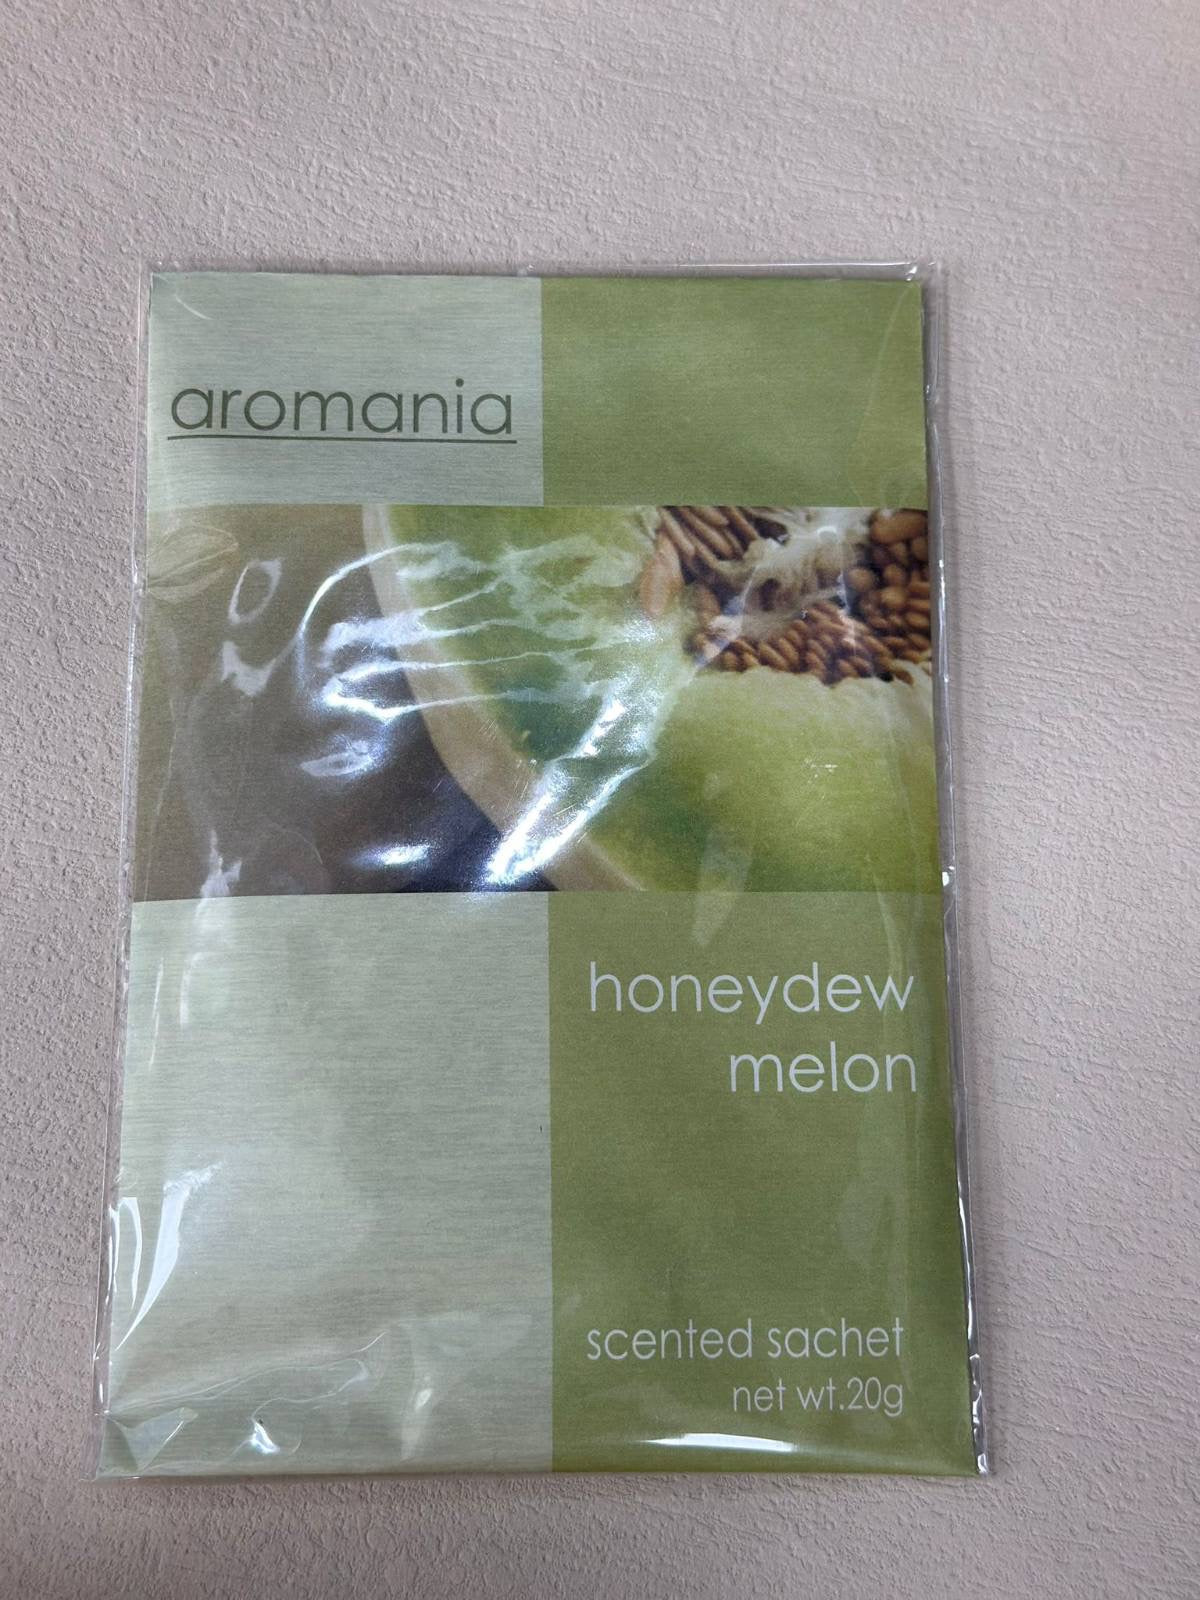 aromania
honeydew
melon
scented sachet
net wt.20g